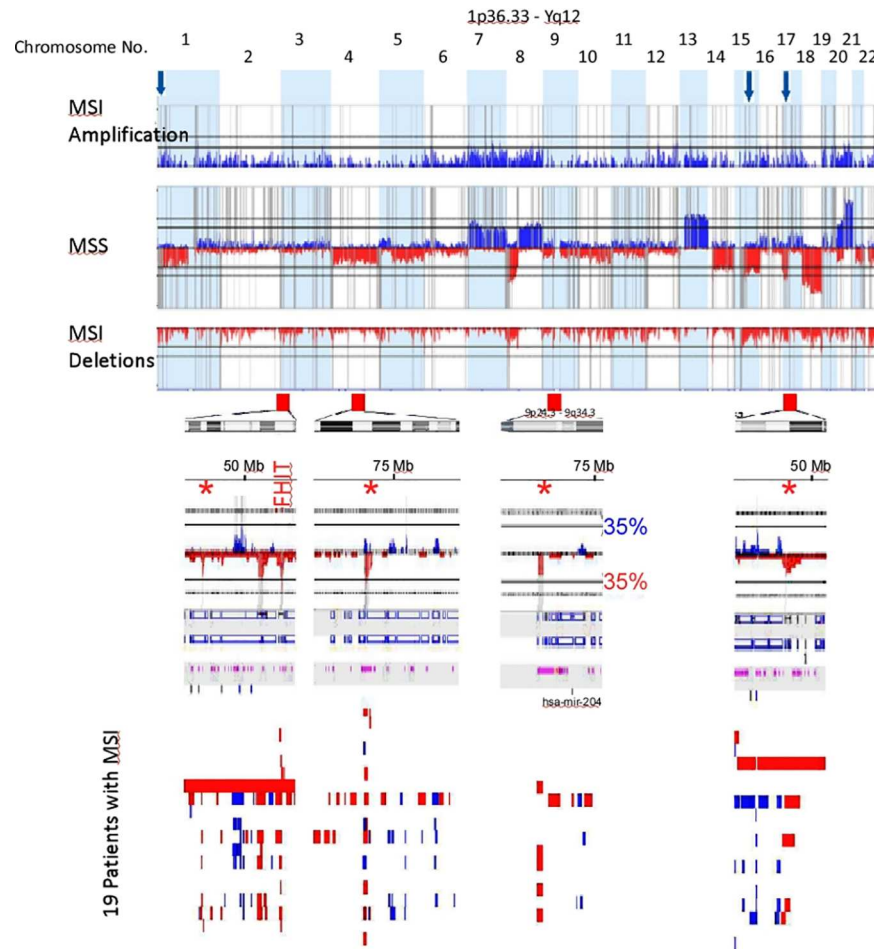 1p36.33 - Yq12
Chromosome No. 1 2 3 4 5 6 7 8 9 10 11 12 13 14 15 16 17 18 19 20 21 22
MSI
Amplification
MSS
MSI
Deletions
9p24.3 - 9q34.3
50 Mb 75 Mb 75 Mb 50 Mb
* FHIT * * *
35%
35%
hsa-mir-204
19 Patients with MSI